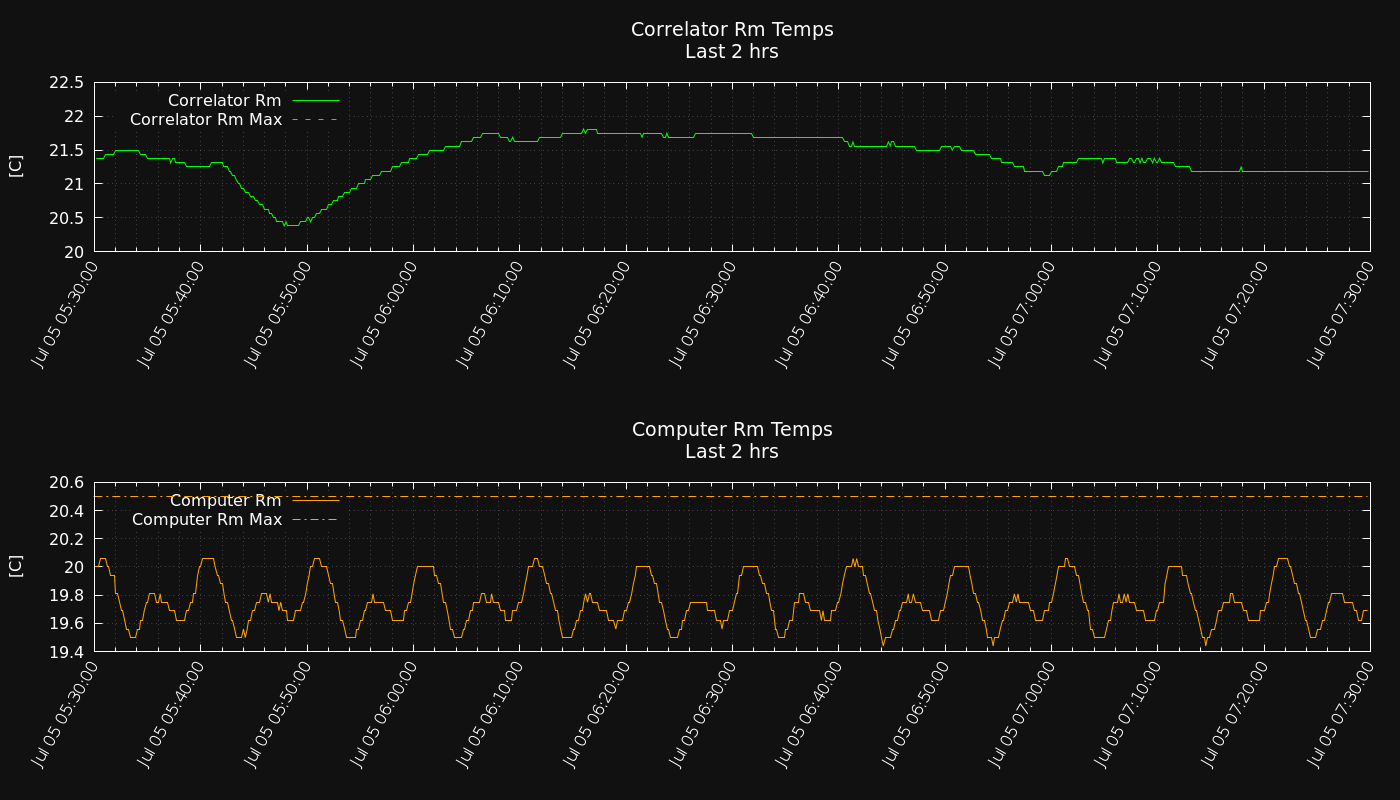 Correlator Rm Temps
Last 2 hrs
22.5
22
21.5
21
20.5
20
[C]
Correlator Rm
Correlator Rm Max
Jul 05 05:30:00
Jul 05 05:40:00
Jul 05 05:50:00
Jul 05 06:00:00
Jul 05 06:10:00
Jul 05 06:20:00
Jul 05 06:30:00
Jul 05 06:40:00
Jul 05 06:50:00
Jul 05 07:00:00
Jul 05 07:10:00
Jul 05 07:20:00
Jul 05 07:30:00
Computer Rm Temps
Last 2 hrs
20.6
20.4
20.2
20
19.8
19.6
19.4
[C]
Computer Rm
Computer Rm Max
Jul 05 05:30:00
Jul 05 05:40:00
Jul 05 05:50:00
Jul 05 06:00:00
Jul 05 06:10:00
Jul 05 06:20:00
Jul 05 06:30:00
Jul 05 06:40:00
Jul 05 06:50:00
Jul 05 07:00:00
Jul 05 07:10:00
Jul 05 07:20:00
Jul 05 07:30:00